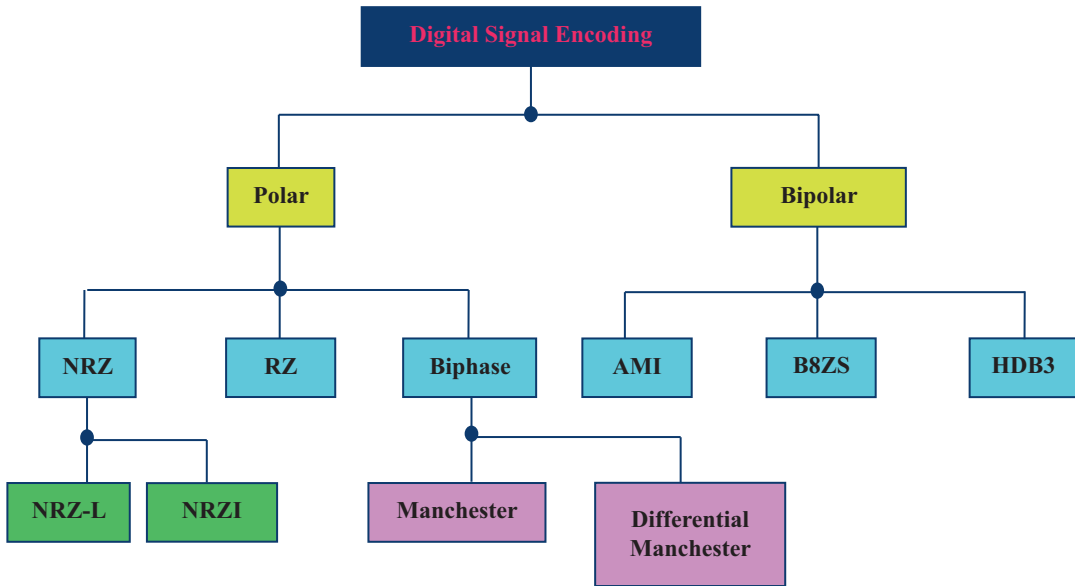 Digital Signal Encoding
Polar
Bipolar
NRZ
RZ
Biphase
AMI
B8ZS
HDB3
NRZ-L
NRZI
Manchester
Differential
Manchester